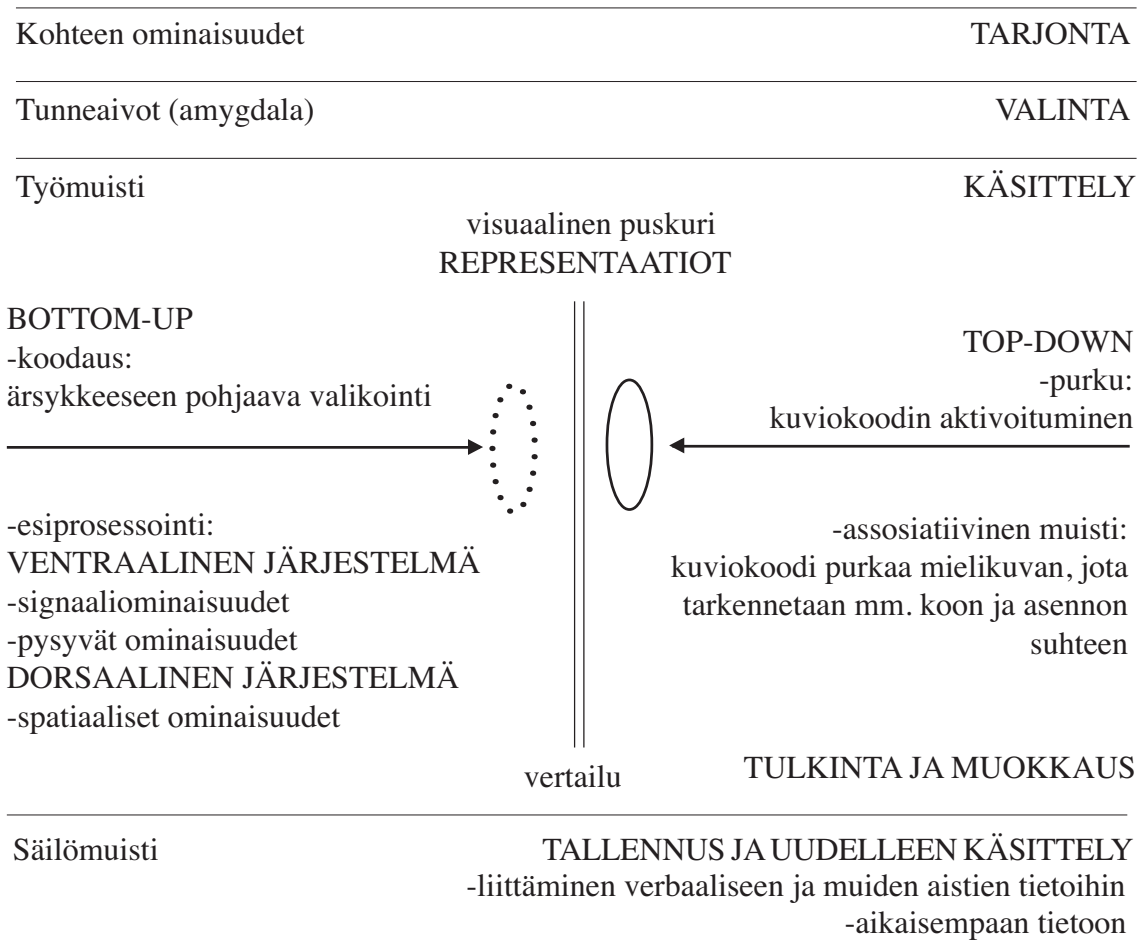 Kohteen ominaisuudet TARJONTA
Tunneaivot (amygdala) VALINTA
Työmuisti KÄSITTELY
visuaalinen puskuri
REPRESENTAATIOT
BOTTOM-UP
-koodaus:
ärsykkeeseen pohjaava valikointi
TOP-DOWN
-purku:
kuviokoodin aktivoituminen
-esiprosessointi:
VENTRAALINEN JÄRJESTELMÄ
-signaaliominaisuudet
-pysyvät ominaisuudet
DORSAALINEN JÄRJESTELMÄ
-spatiaaliset ominaisuudet
-assosiatiivinen muisti:
kuviokoodi purkaa mielikuvan, jota
tarkennetaan mm. koon ja asennon
suhteen
vertailu
TULKINTA JA MUOKKAUS
Säilömuisti TALLENNUS JA UUDELLEEN KÄSITTELY
-liittäminen verbaaliseen ja muiden aistien tietoihin
-aikaisempaan tietoon